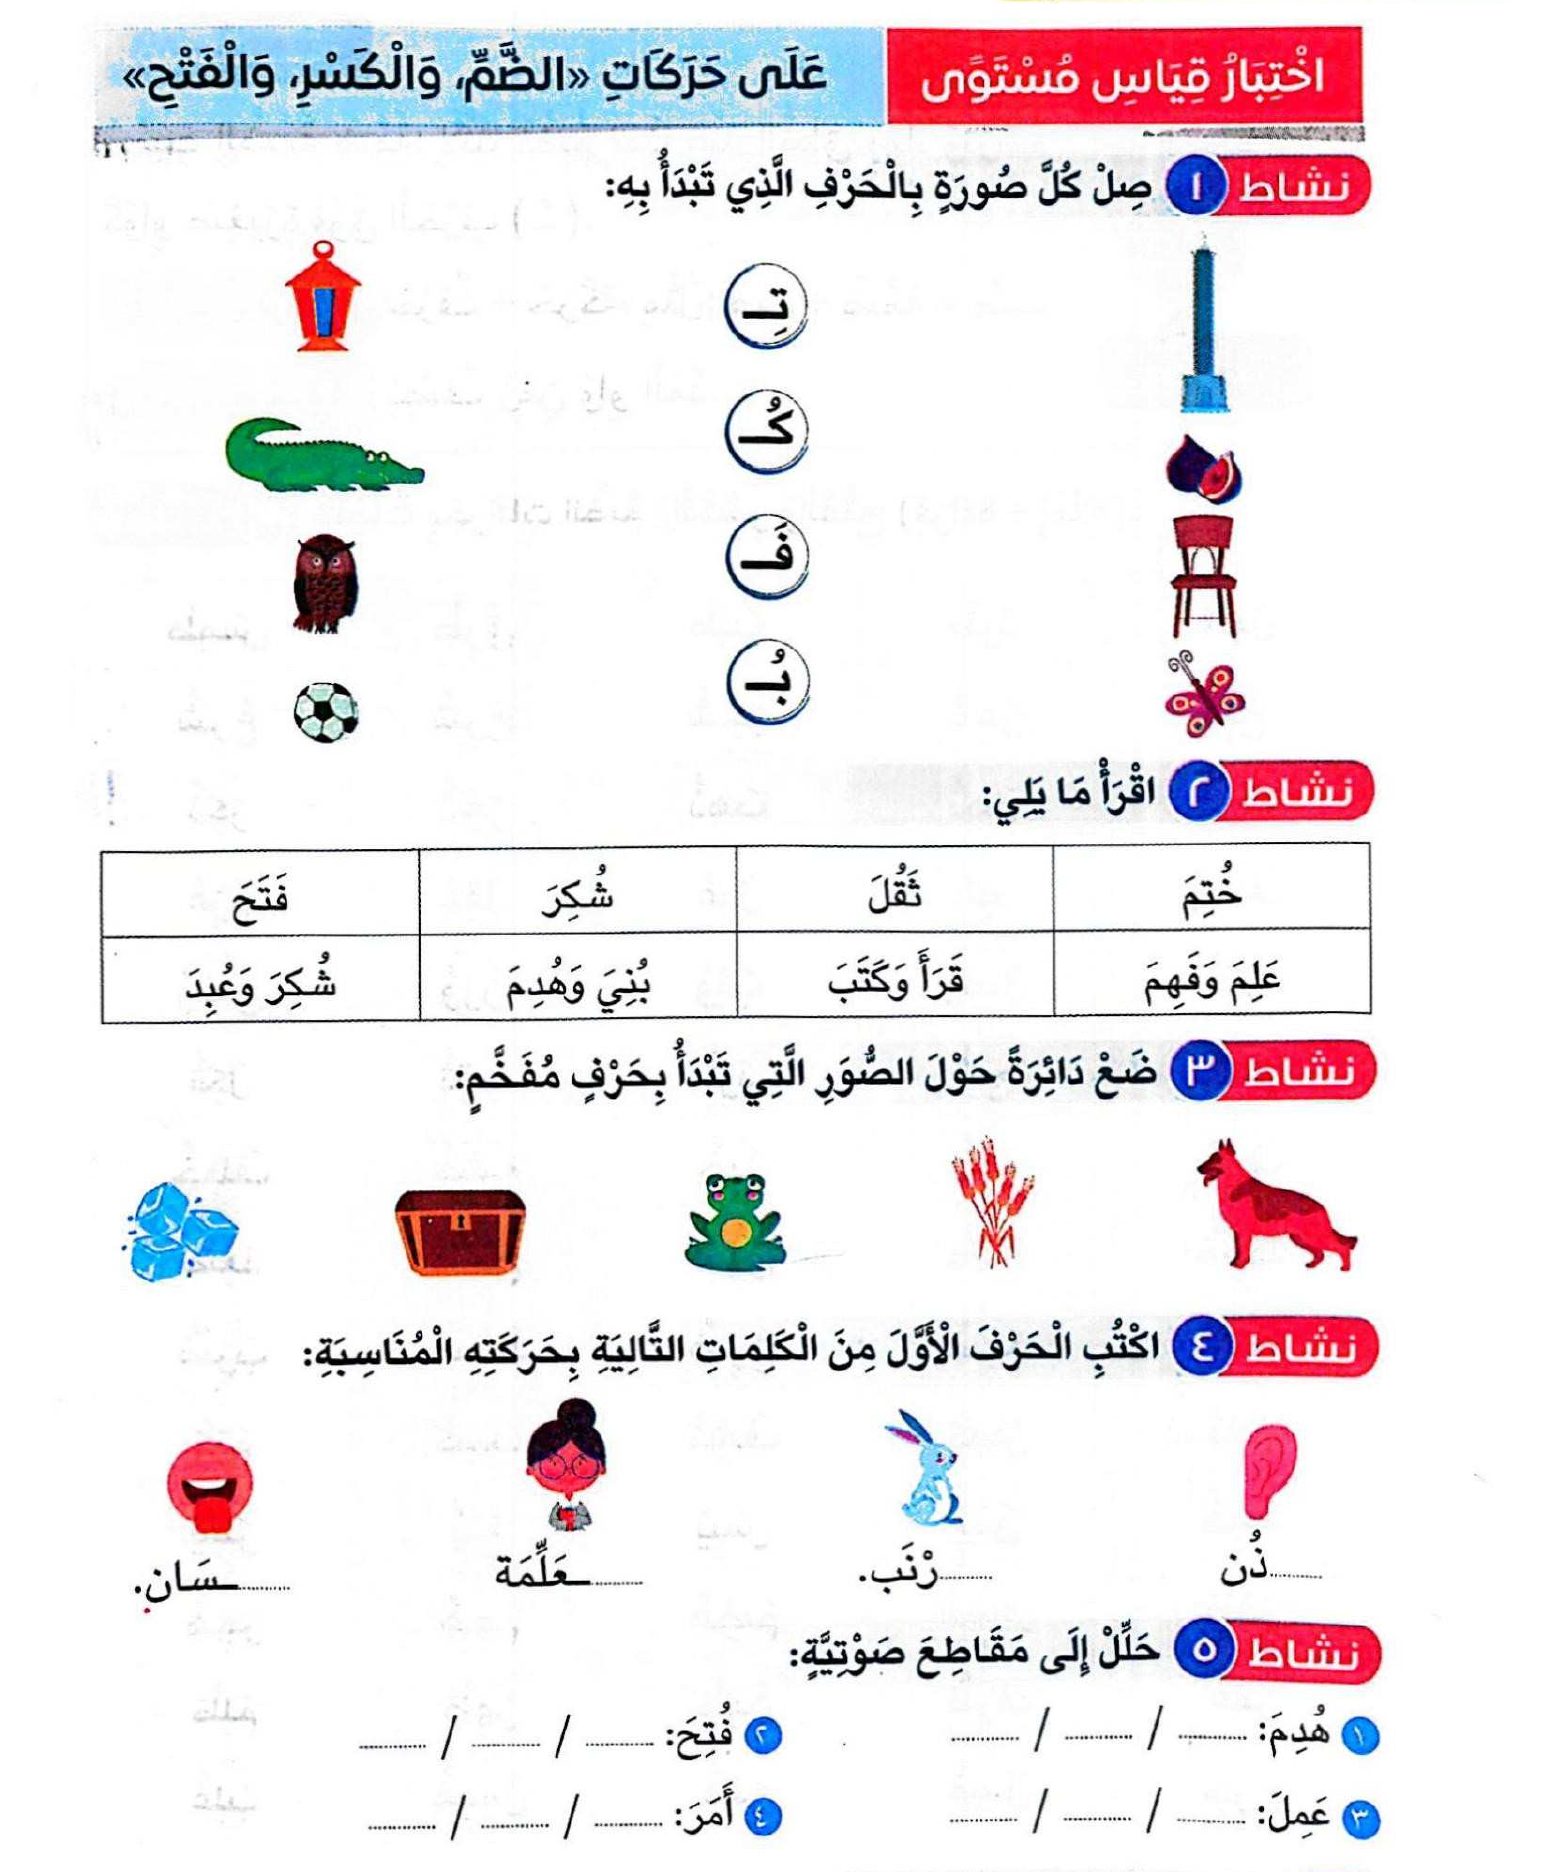 اخْتِبَارُ قِيَاسِ مُسْتَوًى عَلَى حَرَكَاتِ «الضَّمِّ، وَالْكَسْرِ، وَالْفَتْحِ»
نشاط ١ صِلْ كُلَّ صُورَةٍ بِالْحَرْفِ الَّذِي تَبْدَأُ بِهِ:
تِـ
كُـ
فَـ
بُـ
نشاط ٢ اقْرَأْ مَا يَلِي:
خُتِمَ ثَقُلَ شُكِرَ فَتَحَ
عَلِمَ وَفَهِمَ قَرَأَ وَكَتَبَ بُنِيَ وَهُدِمَ شُكِرَ وَعُبِدَ
نشاط ٣ ضَعْ دَائِرَةً حَوْلَ الصُّوَرِ الَّتِي تَبْدَأُ بِحَرْفٍ مُفَخَّمٍ:
نشاط ٤ اكْتُبِ الْحَرْفَ الْأَوَّلَ مِنَ الْكَلِمَاتِ التَّالِيَةِ بِحَرَكَتِهِ الْمُنَاسِبَةِ:
......ذُن ......رْنَب. ......ـعَلِّمَة ......ـسَان.
نشاط ٥ حَلِّلْ إِلَى مَقَاطِعَ صَوْتِيَّةٍ:
١ هُدِمَ: ...... / ...... / ...... ٢ فُتِحَ: ...... / ...... / ......
٣ عَمِلَ: ...... / ...... / ...... ٤ أَمَرَ: ...... / ...... / ......